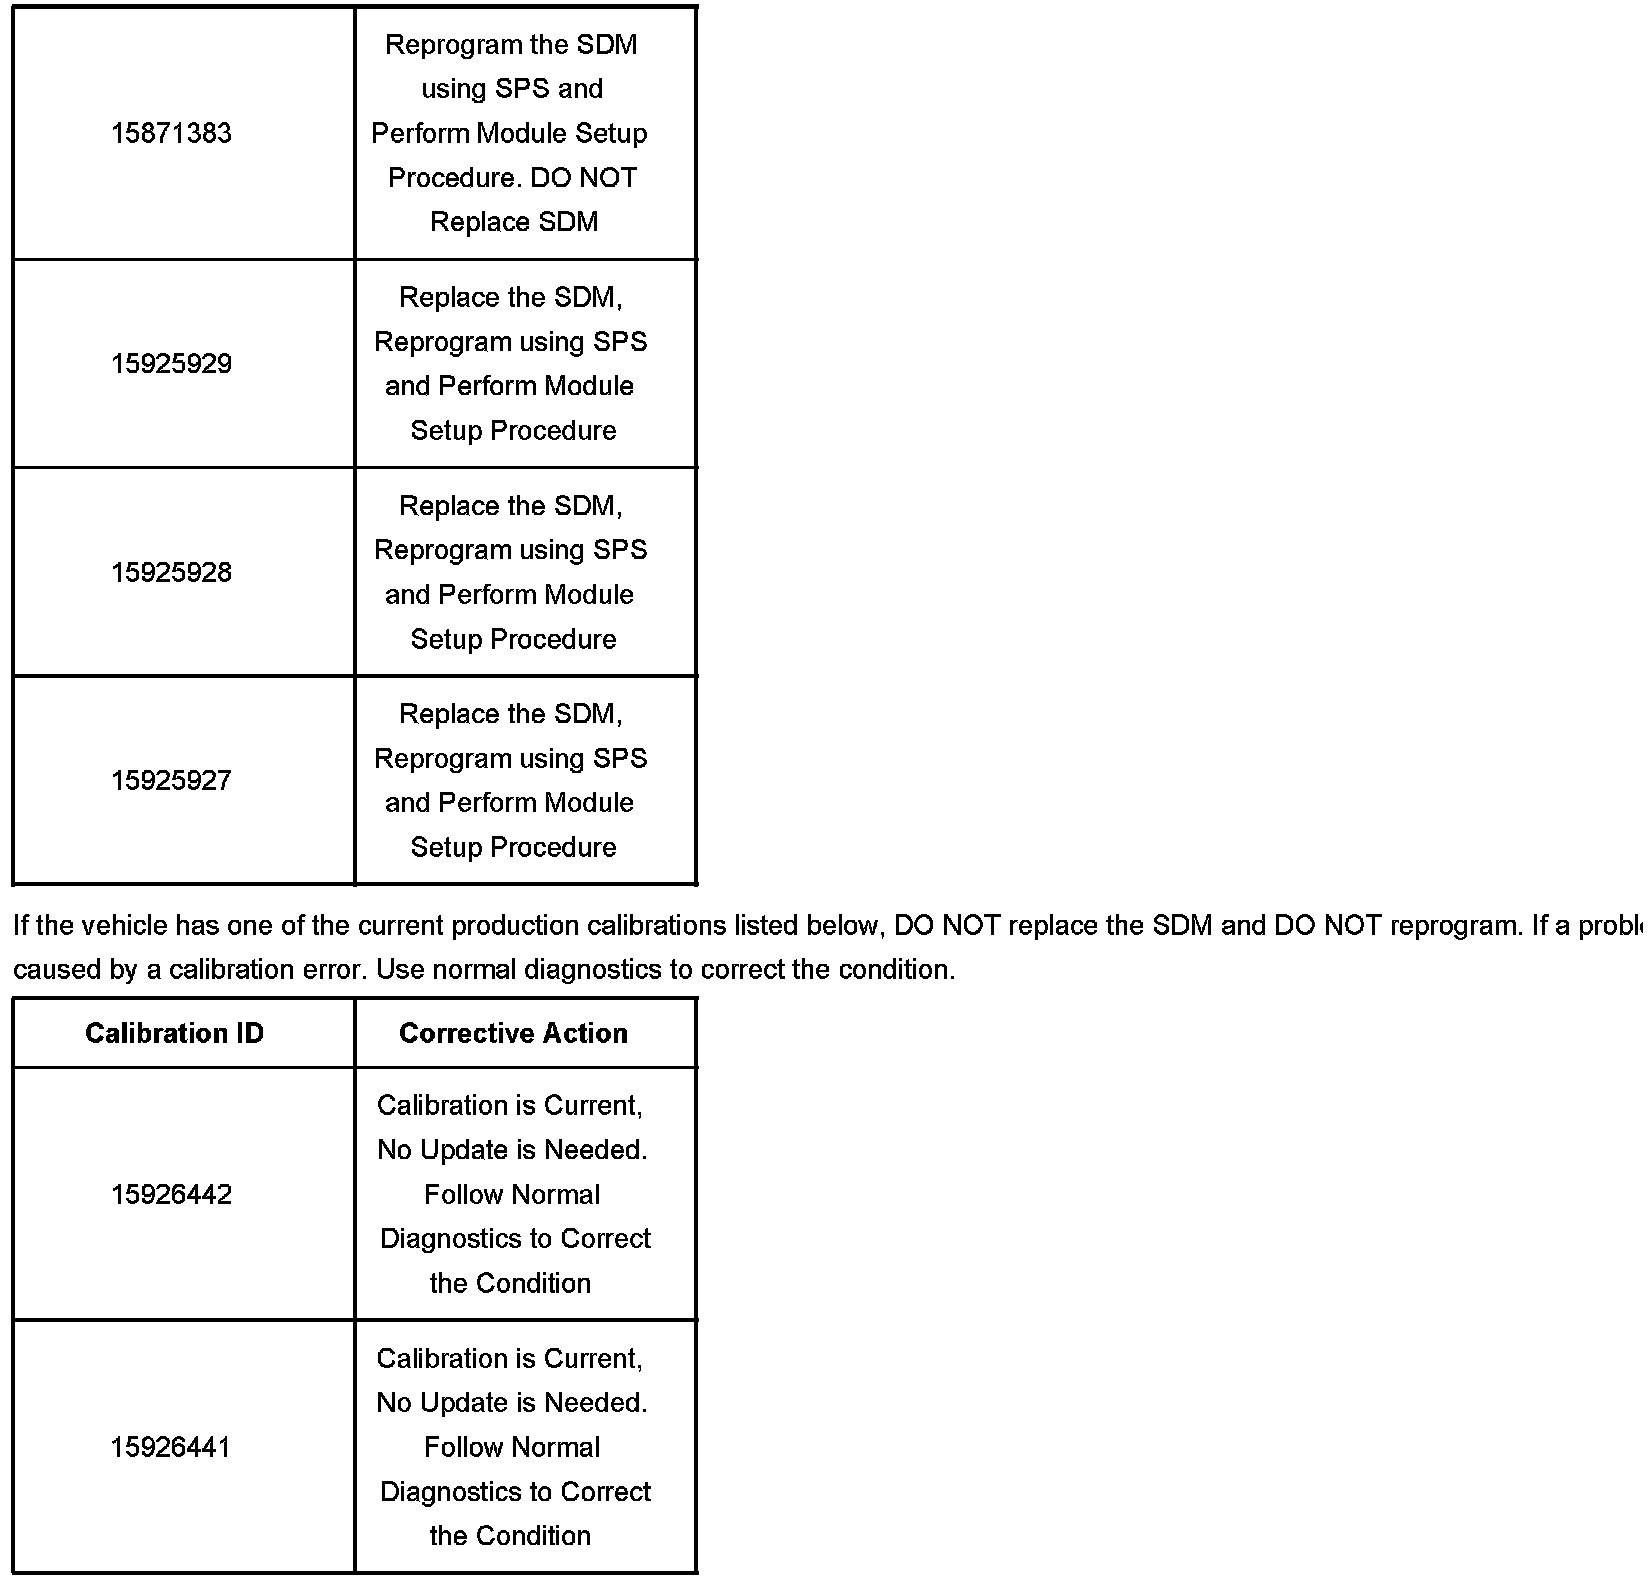 Reprogram the SDM
using SPS and
15871383
Perform Module Setup
Procedure. DO NOT
Replace SDM
Replace the SDM,
Reprogram using SPS
15925929
and Perform Module
Setup Procedure
Replace the SDM,
Reprogram using SPS
15925928
and Perform Module
Setup Procedure
Replace the SDM,
Reprogram using SPS
15925927
and Perform Module
Setup Procedure
If the vehicle has one of the current production calibrations listed below, DO NOT replace the SDM and DO NOT reprogram. If a
caused by a calibration error. Use normal diagnostics to correct the condition.
Calibration ID Corrective Action
Calibration is Current,
No Update is Needed.
15926442
Follow Normal
Diagnostics to Correct
the Condition
Calibration is Current,
No Update is Needed.
15926441
Follow Normal
Diagnostics to Correct
the Condition